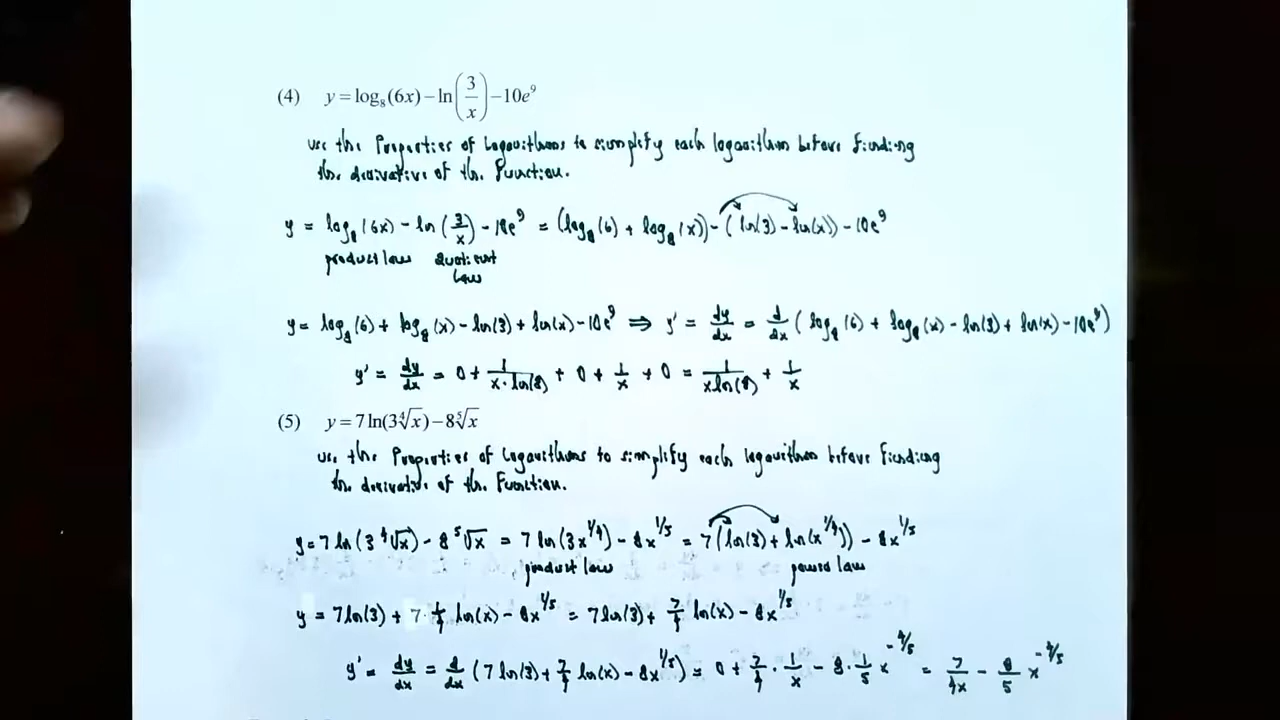 (4) y = log₈(6x) − ln(3/x) − 10e⁹
use the Properties of Logarithms to simplify each logarithm before finding
the derivative of the function.
y = log₈(6x) − ln(3/x) − 10e⁹ = (log₈(6) + log₈(x)) − (ln(3) − ln(x)) − 10e⁹
product law quotient
law
y = log₈(6) + log₈(x) − ln(3) + ln(x) − 10e⁹ ⇒ y' = dy/dx = d/dx (log₈(6) + log₈(x) − ln(3) + ln(x) − 10e⁹)
y' = dy/dx = 0 + 1/(x·ln(8)) + 0 + 1/x + 0 = 1/(xln(8)) + 1/x
(5) y = 7ln(3∜x) − 8⁵√x
use the Properties of Logarithms to simplify each logarithm before finding
the derivative of the Function.
y = 7ln(3∜x) − 8⁵√x = 7ln(3x^(1/4)) − 8x^(1/5) = 7(ln(3) + ln(x^(1/4))) − 8x^(1/5)
product law power law
y = 7ln(3) + 7·1/4 ln(x) − 8x^(1/5) = 7ln(3) + 7/4 ln(x) − 8x^(1/5)
y' = dy/dx = d/dx (7ln(3) + 7/4 ln(x) − 8x^(1/5)) = 0 + 7/4 · 1/x − 8·1/5 x^(−4/5) = 7/4x − 8/5 x^(−4/5)